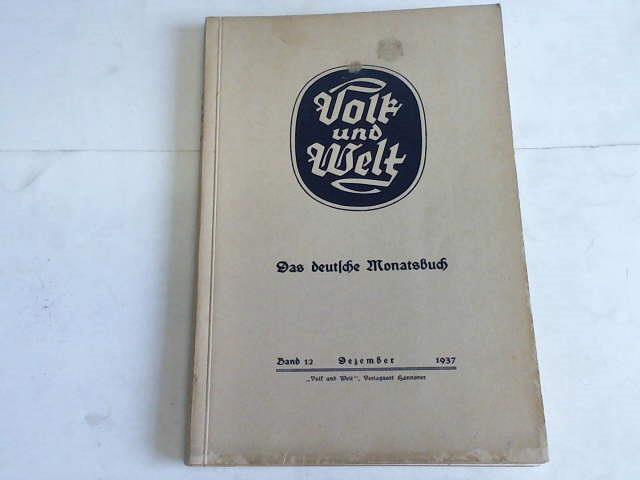 Volk
und
Welt
Das deutsche Monatsbuch
Band 12 Dezember 1937
„Volk und Welt“, Verlagsort Hannover